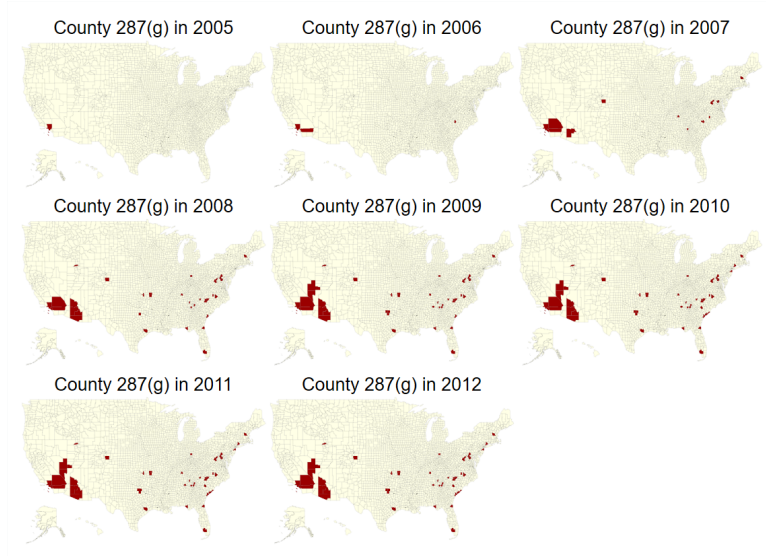 County 287(g) in 2005
County 287(g) in 2006
County 287(g) in 2007
County 287(g) in 2008
County 287(g) in 2009
County 287(g) in 2010
County 287(g) in 2011
County 287(g) in 2012